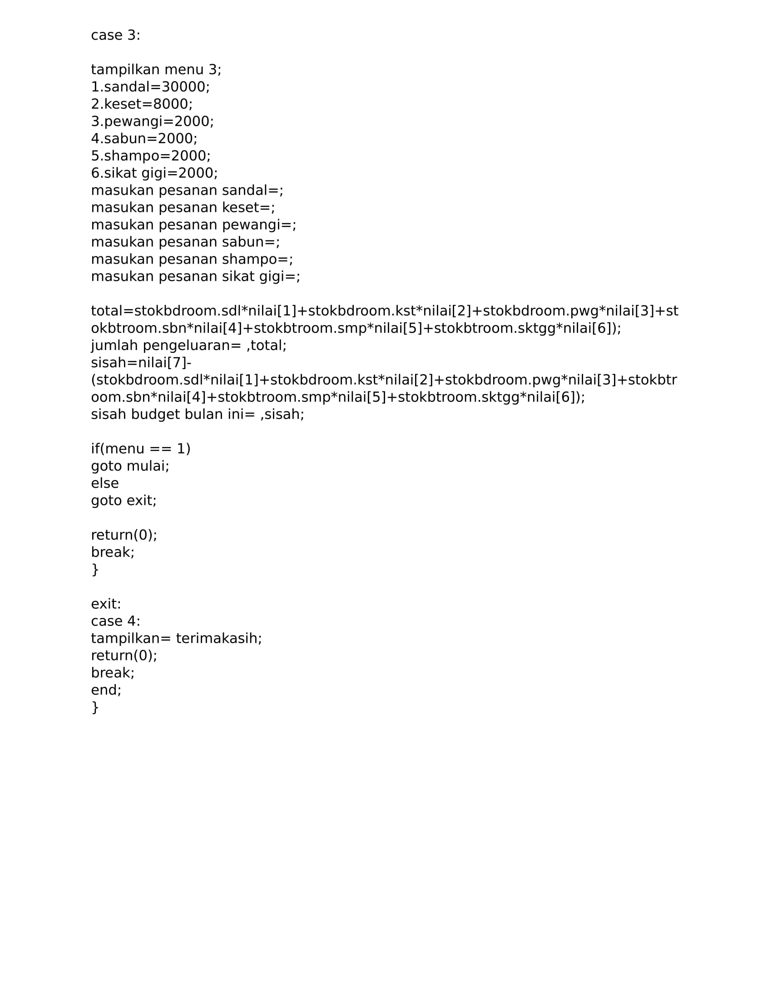 case 3:
tampilkan menu 3;
1.sandal=30000;
2.keset=8000;
3.pewangi=2000;
4.sabun=2000;
5.shampo=2000;
6.sikat gigi=2000;
masukan pesanan sandal=;
masukan pesanan keset=;
masukan pesanan pewangi=;
masukan pesanan sabun=;
masukan pesanan shampo=;
masukan pesanan sikat gigi=;
total=stokbdroom.sdl*nilai[1]+stokbdroom.kst*nilai[2]+stokbdroom.pwg*nilai[3]+st
okbtroom.sbn*nilai[4]+stokbtroom.smp*nilai[5]+stokbtroom.sktgg*nilai[6]);
jumlah pengeluaran= ,total;
sisah=nilai[7]-
(stokbdroom.sdl*nilai[1]+stokbdroom.kst*nilai[2]+stokbdroom.pwg*nilai[3]+stokbtr
oom.sbn*nilai[4]+stokbtroom.smp*nilai[5]+stokbtroom.sktgg*nilai[6]);
sisah budget bulan ini= ,sisah;
if(menu == 1)
goto mulai;
else
goto exit;
return(0);
break;
}
exit:
case 4:
tampilkan= terimakasih;
return(0);
break;
end;
}